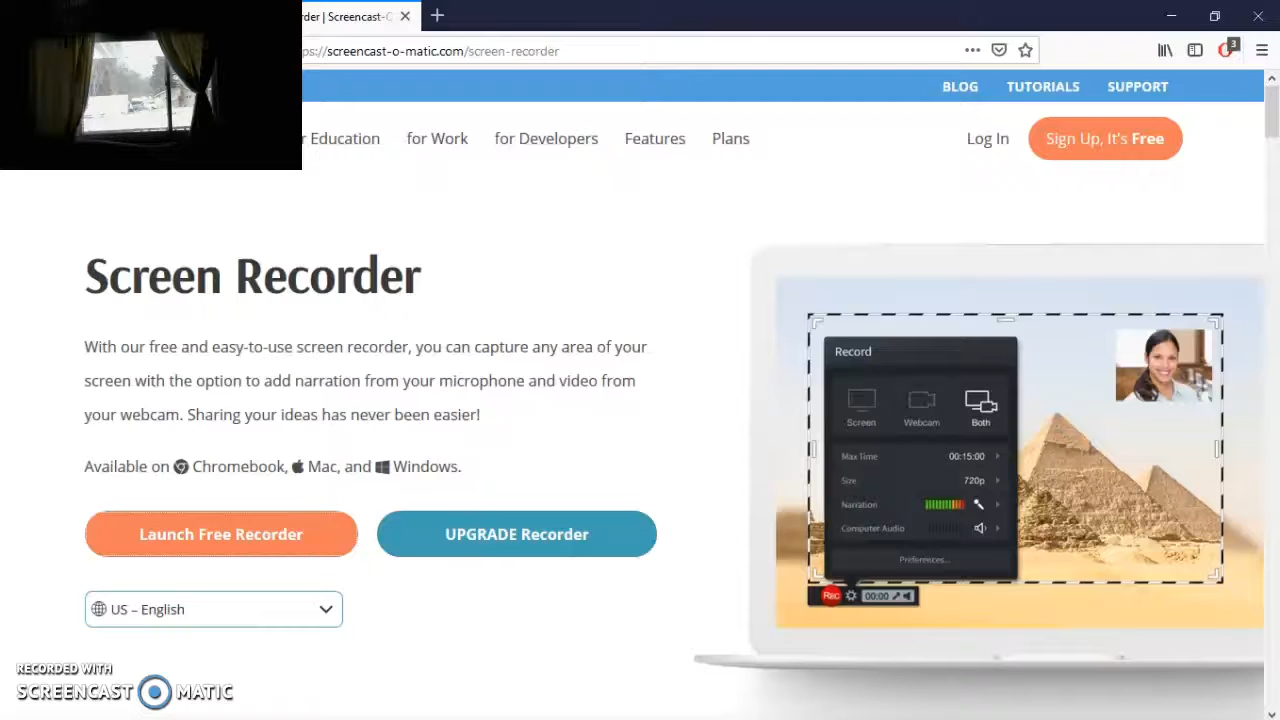 rder | Screencast-O
ps://screencast-o-matic.com/screen-recorder
3
BLOG TUTORIALS SUPPORT
r Education for Work for Developers Features Plans Log In Sign Up, It's Free
Screen Recorder
With our free and easy-to-use screen recorder, you can capture any area of your
screen with the option to add narration from your microphone and video from
your webcam. Sharing your ideas has never been easier!
Available on Chromebook, Mac, and Windows.
Launch Free Recorder UPGRADE Recorder
US – English
Record
Screen Webcam Both
Max Time 00:15:00
Size 720p
Narration
Computer Audio
Preferences...
Rec 00:00
RECORDED WITH
SCREENCAST MATIC